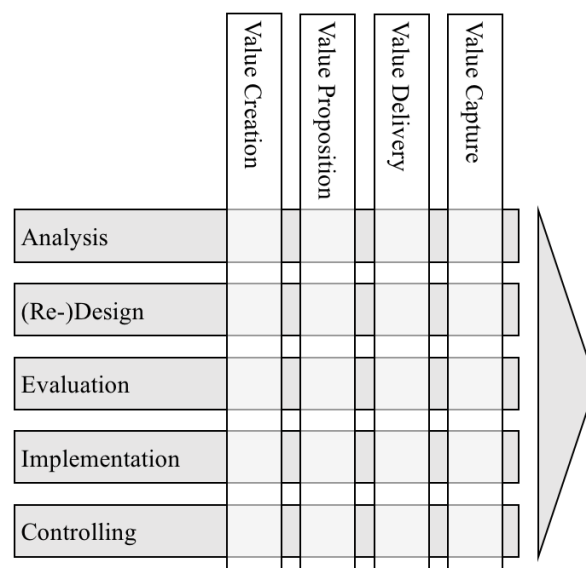 Value Creation
Value Proposition
Value Delivery
Value Capture
Analysis
(Re-)Design
Evaluation
Implementation
Controlling